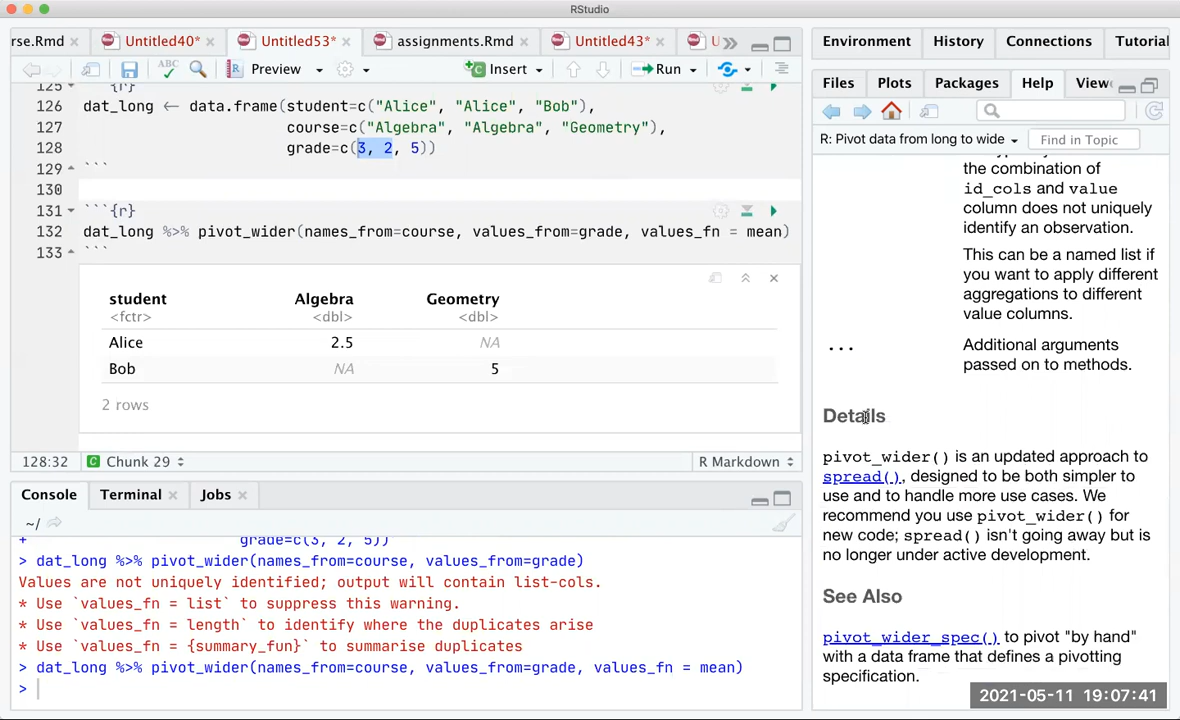 RStudio
rse.Rmd
Untitled40*
Untitled53*
assignments.Rmd
Untitled43*
U
Preview
ABC
Insert
Run
125 ```{r}
126 dat_long <- data.frame(student=c("Alice", "Alice", "Bob"),
127 course=c("Algebra", "Algebra", "Geometry"),
128 grade=c(3, 2, 5))
129 ```
130
131 ```{r}
132 dat_long %>% pivot_wider(names_from=course, values_from=grade, values_fn = mean)
133 ```
student Algebra Geometry
<fctr> <dbl> <dbl>
Alice 2.5 NA
Bob NA 5
2 rows
128:32 Chunk 29 R Markdown
Console Terminal Jobs
~/
+ grade=c(3, 2, 5))
> dat_long %>% pivot_wider(names_from=course, values_from=grade)
Values are not uniquely identified; output will contain list-cols.
* Use `values_fn = list` to suppress this warning.
* Use `values_fn = length` to identify where the duplicates arise
* Use `values_fn = {summary_fun}` to summarise duplicates
> dat_long %>% pivot_wider(names_from=course, values_from=grade, values_fn = mean)
>
Environment History Connections Tutorial
Files Plots Packages Help View
R: Pivot data from long to wide Find in Topic
the combination of
id_cols and value
column does not uniquely
identify an observation.
This can be a named list if
you want to apply different
aggregations to different
value columns.
... Additional arguments
passed on to methods.
Details
pivot_wider() is an updated approach to
spread(), designed to be both simpler to
use and to handle more use cases. We
recommend you use pivot_wider() for
new code; spread() isn't going away but is
no longer under active development.
See Also
pivot_wider_spec() to pivot "by hand"
with a data frame that defines a pivotting
specification.
2021-05-11 19:07:41